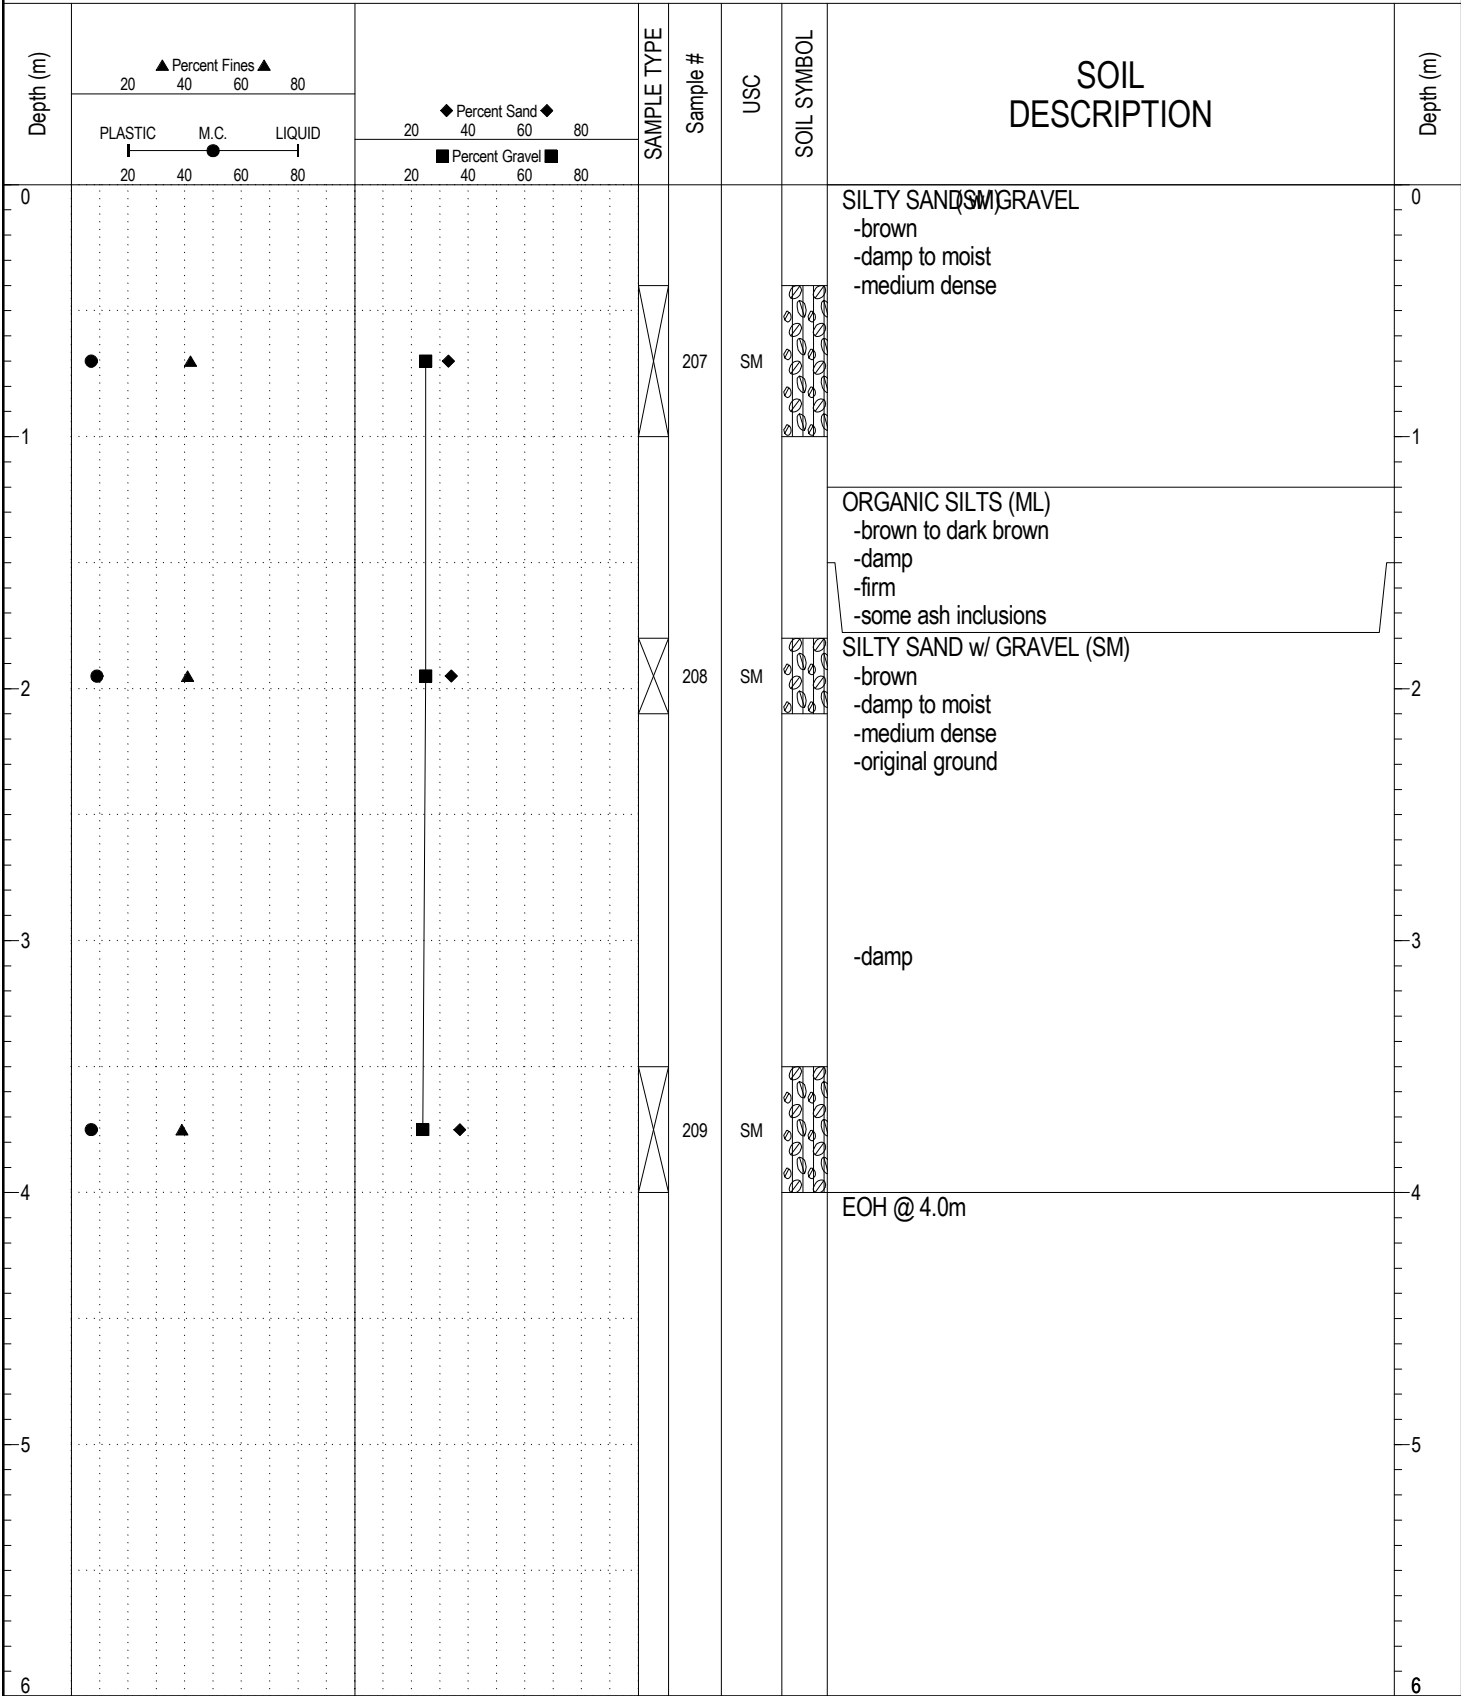 Depth (m)
▲ Percent Fines ▲
20 40 60 80
PLASTIC M.C. LIQUID
20 40 60 80
◆ Percent Sand ◆
20 40 60 80
■ Percent Gravel ■
20 40 60 80
SAMPLE TYPE
Sample #
USC
SOIL SYMBOL
SOIL
DESCRIPTION
Depth (m)
0 SILTY SAND w/ GRAVEL (SM) 0
-brown
-damp to moist
-medium dense
207 SM
1 1
ORGANIC SILTS (ML)
-brown to dark brown
-damp
-firm
-some ash inclusions
SILTY SAND w/ GRAVEL (SM)
208 SM -brown
2 2
-damp to moist
-medium dense
-original ground
3 3
-damp
209 SM
4 4
EOH @ 4.0m
5 5
6 6